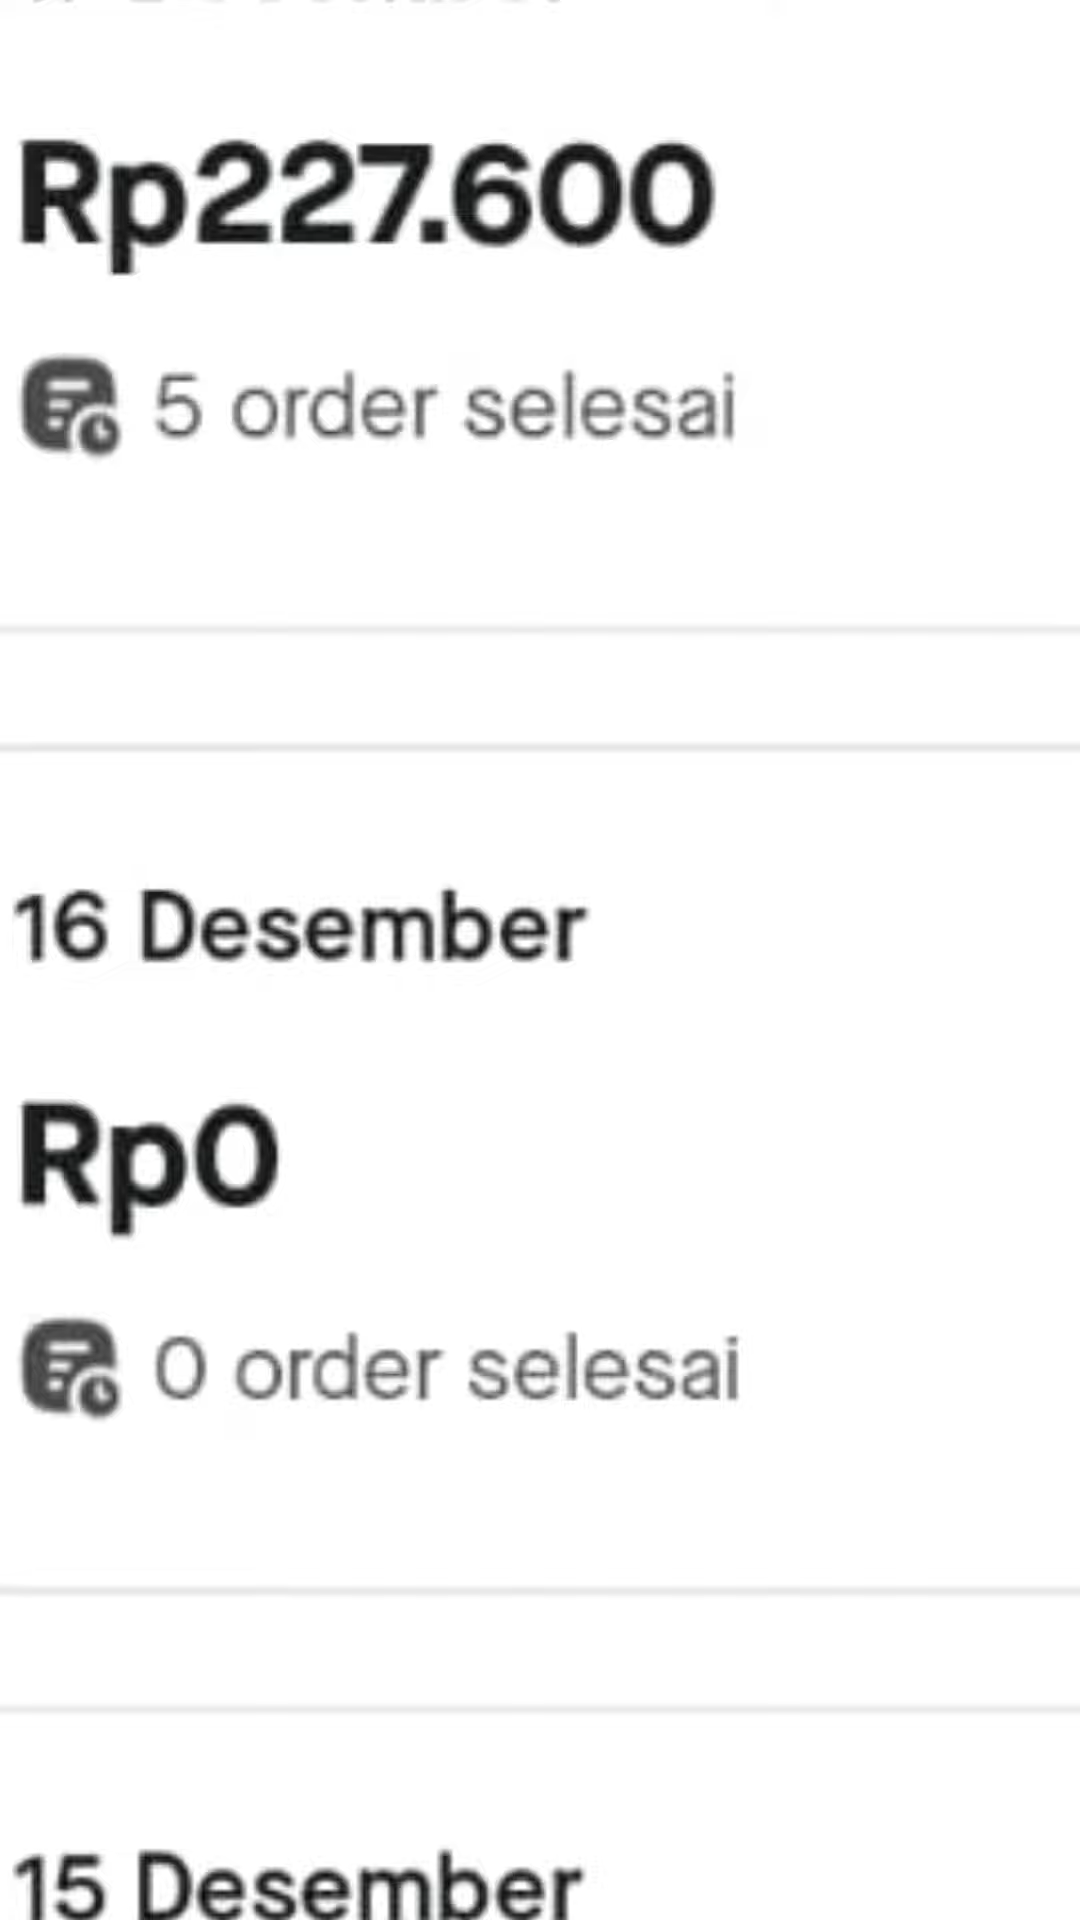 Rp227.600
5 order selesai
16 Desember
Rp0
0 order selesai
15 Desember